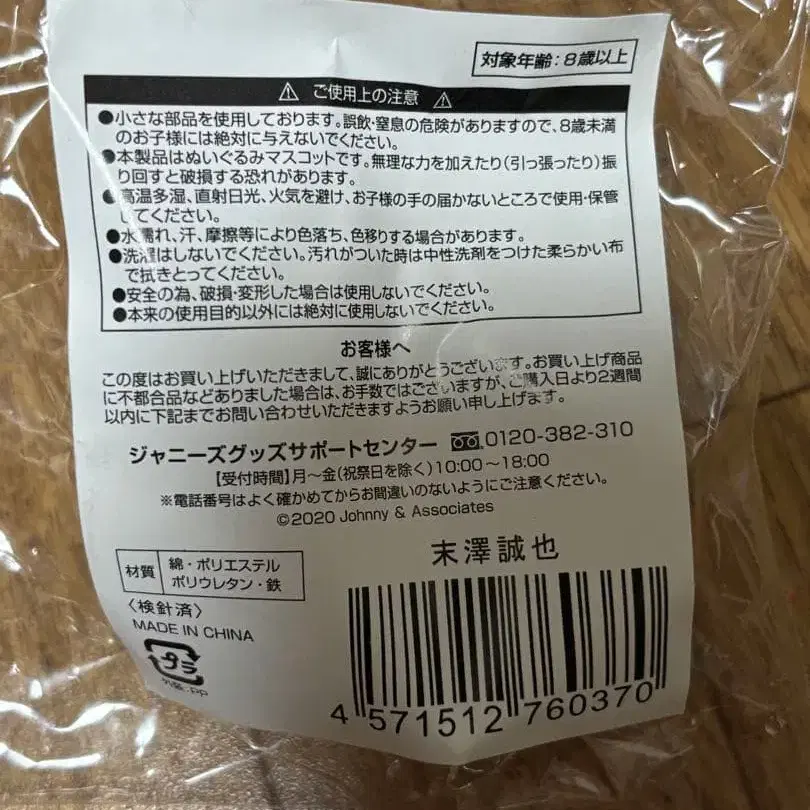 対象年齢:8歳以上
⚠ ご使用上の注意 ⚠
●小さな部品を使用しております。誤飲・窒息の危険がありますので、8歳未満
のお子様には絶対に与えないでください。
●本製品はぬいぐるみマスコットです。無理な力を加えたり(引っ張ったり)振
り回すと破損する恐れがあります。
●高温多湿、直射日光、火気を避け、お子様の手の届かないところで使用・保管
してください。
●水濡れ、汗、摩擦等により色落ち、色移りする場合があります。
●洗濯はしないでください。汚れがついた時は中性洗剤をつけた柔らかい布
で拭きとってください。
●安全の為、破損・変形した場合は使用しないでください。
●本来の使用目的以外には絶対に使用しないでください。
お客様へ
この度はお買い上げいただきまして、誠にありがとうございます。お買い上げ商品
に不都合品などありました場合は、お手数ではございますが、ご購入日より2週間
以内に下記までお問い合わせいただきますようお願い申し上げます。
ジャニーズグッズサポートセンター 0120-382-310
【受付時間】月~金(祝祭日を除く)10:00~18:00
※電話番号はよく確かめてからお間違いのないようにご注意ください。
©2020 Johnny & Associates
末澤誠也
材質 綿・ポリエステル
ポリウレタン・鉄
〈検針済〉
MADE IN CHINA
プラ
外装:PP
4 571512 760370